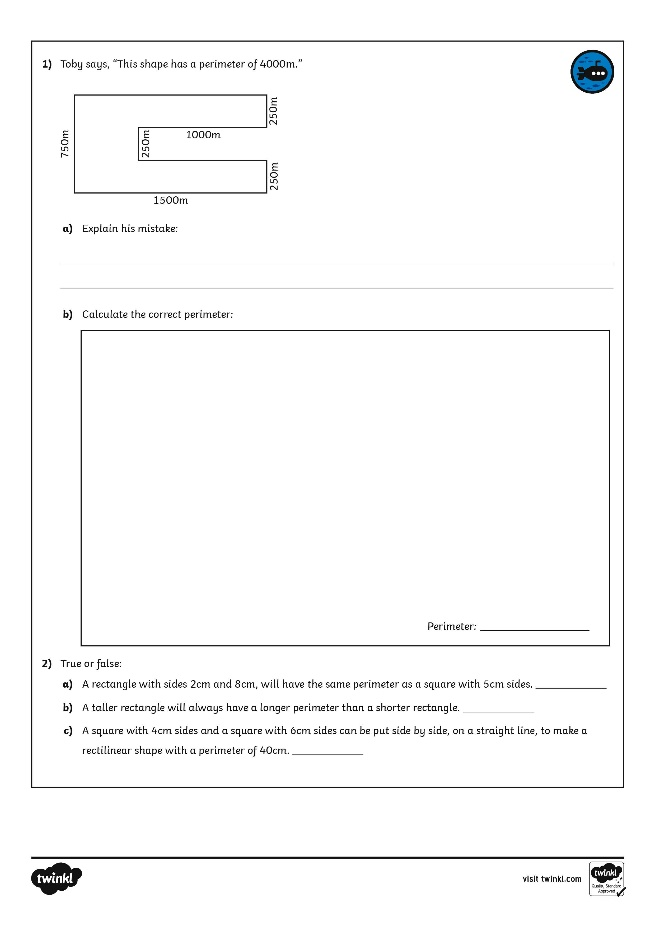 1) Toby says, “This shape has a perimeter of 4000m.”
250m
750m
250m
1000m
250m
1500m
a) Explain his mistake:
b) Calculate the correct perimeter:
Perimeter:
2) True or false:
a) A rectangle with sides 2cm and 8cm, will have the same perimeter as a square with 5cm sides.
b) A taller rectangle will always have a longer perimeter than a shorter rectangle.
c) A square with 4cm sides and a square with 6cm sides can be put side by side, on a straight line, to make a
rectilinear shape with a perimeter of 40cm.
twinkl
visit twinkl.com
twinkl
Quality Standard
Approved